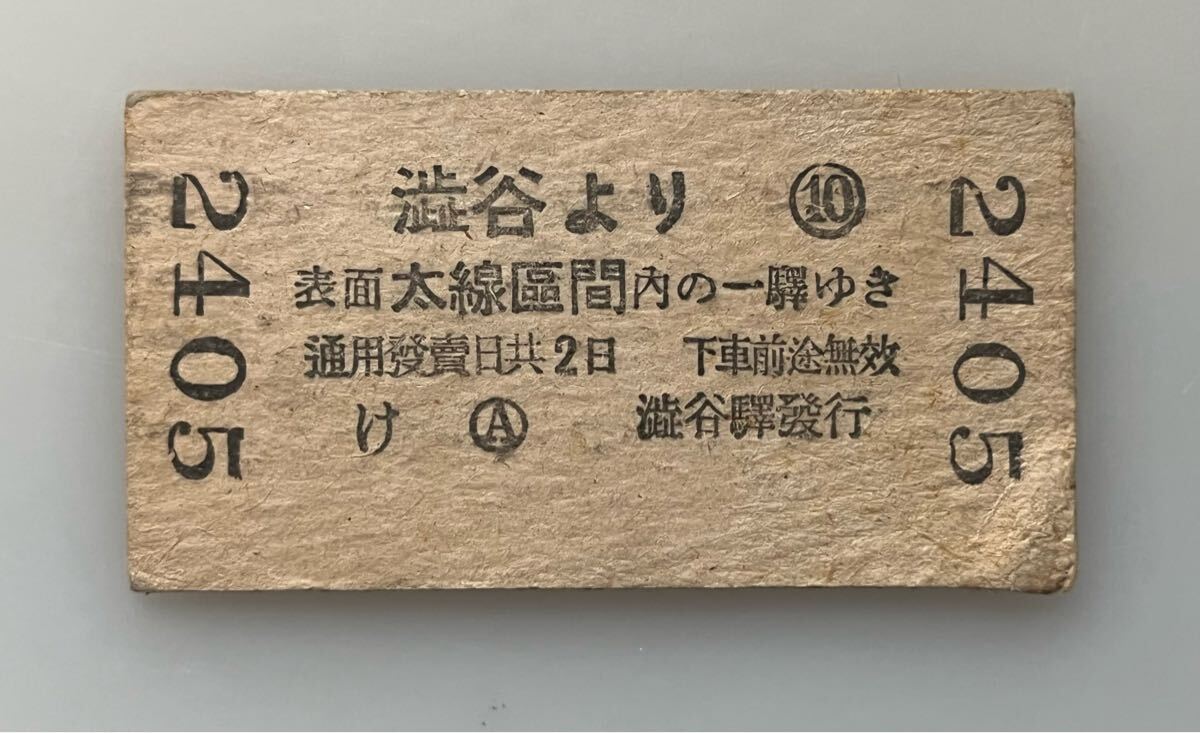 澁谷より ⑩
表面太線區間內の一驛ゆき
通用發賣日共2日 下車前途無效
け Ⓐ 澁谷驛發行
2405
2405